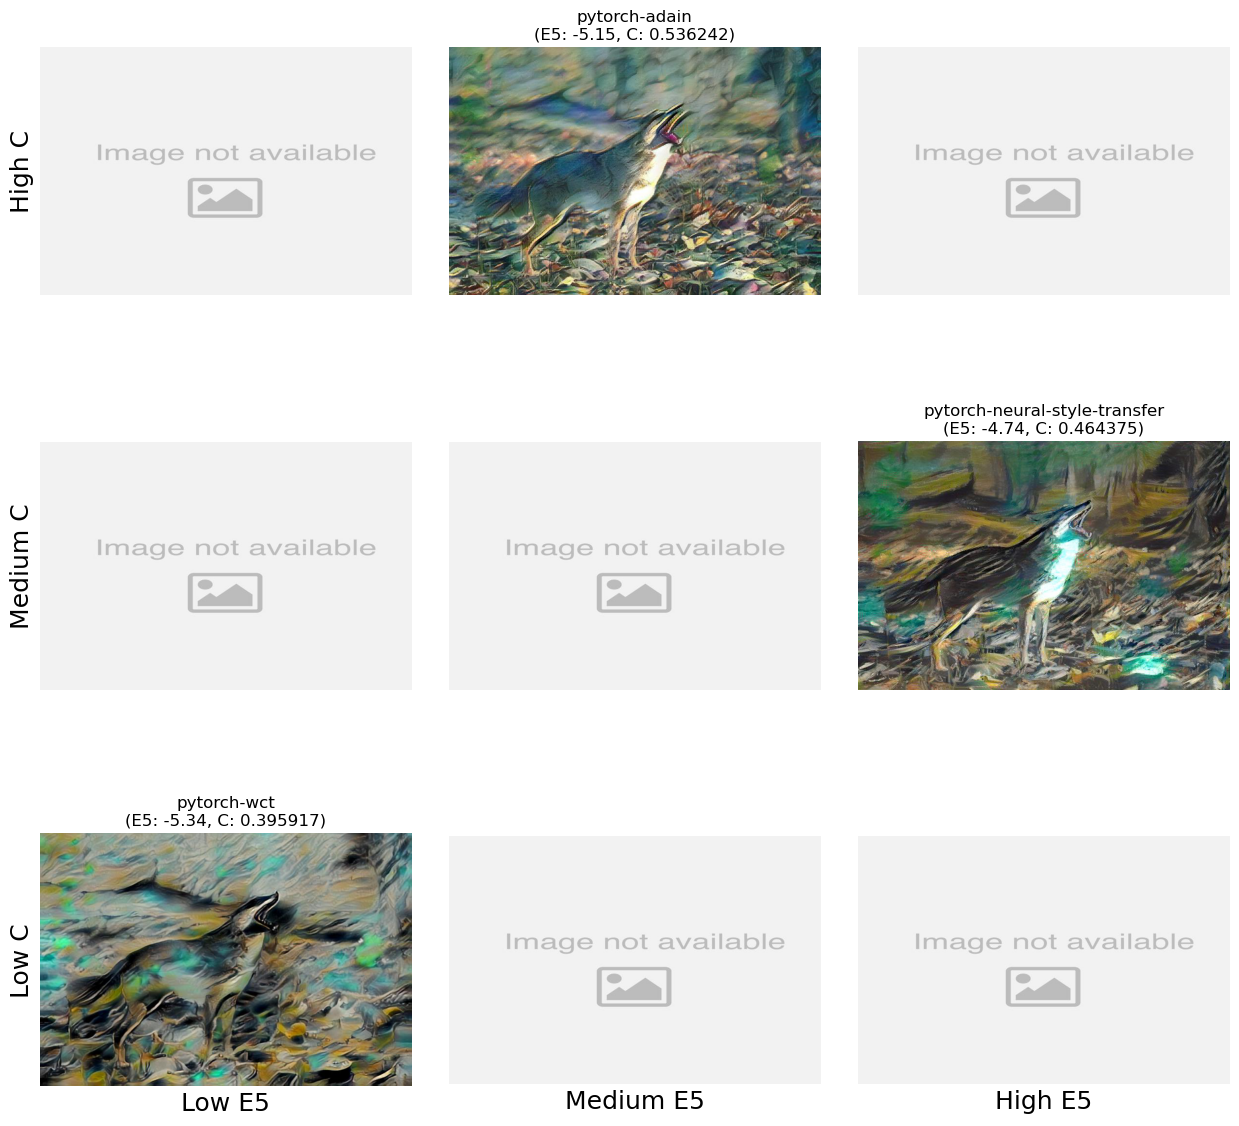 pytorch-adain
(E5: -5.15, C: 0.536242)
High C
Image not available
Image not available
pytorch-neural-style-transfer
(E5: -4.74, C: 0.464375)
Medium C
Image not available
Image not available
pytorch-wct
(E5: -5.34, C: 0.395917)
Low C
Image not available
Image not available
Low E5
Medium E5
High E5